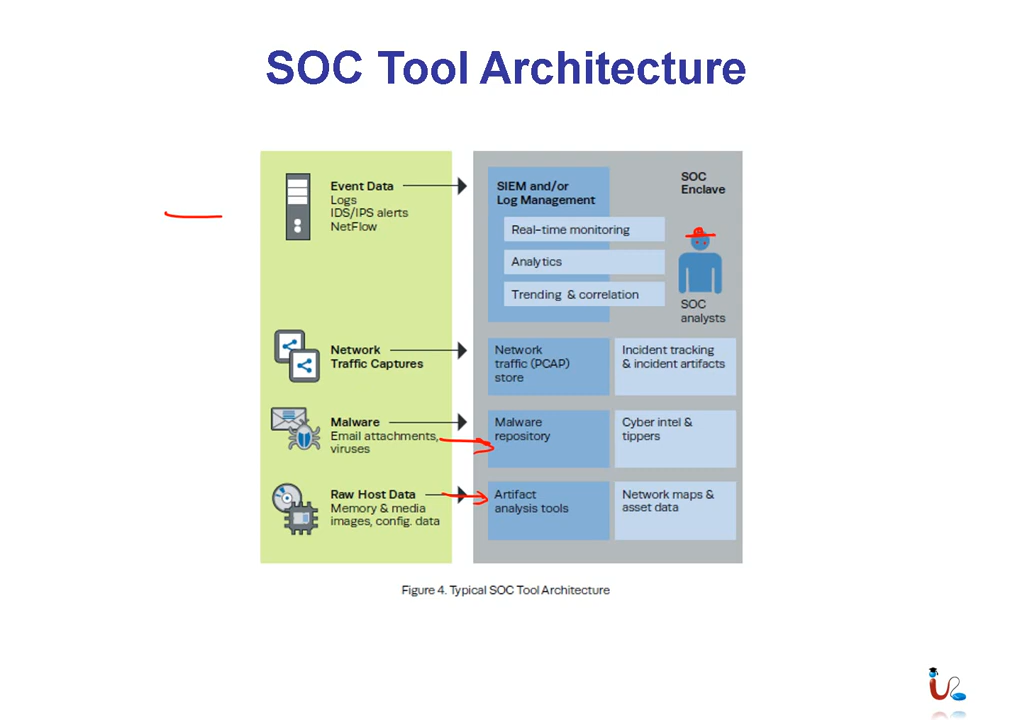 SOC Tool Architecture
Event Data
Logs
IDS/IPS alerts
NetFlow
SIEM and/or
Log Management
Real-time monitoring
Analytics
Trending & correlation
SOC
Enclave
SOC
analysts
Network
Traffic Captures
Network
traffic (PCAP)
store
Incident tracking
& incident artifacts
Malware
Email attachments,
viruses
Malware
repository
Cyber intel &
tippers
Raw Host Data
Memory & media
images, config. data
Artifact
analysis tools
Network maps &
asset data
Figure 4. Typical SOC Tool Architecture